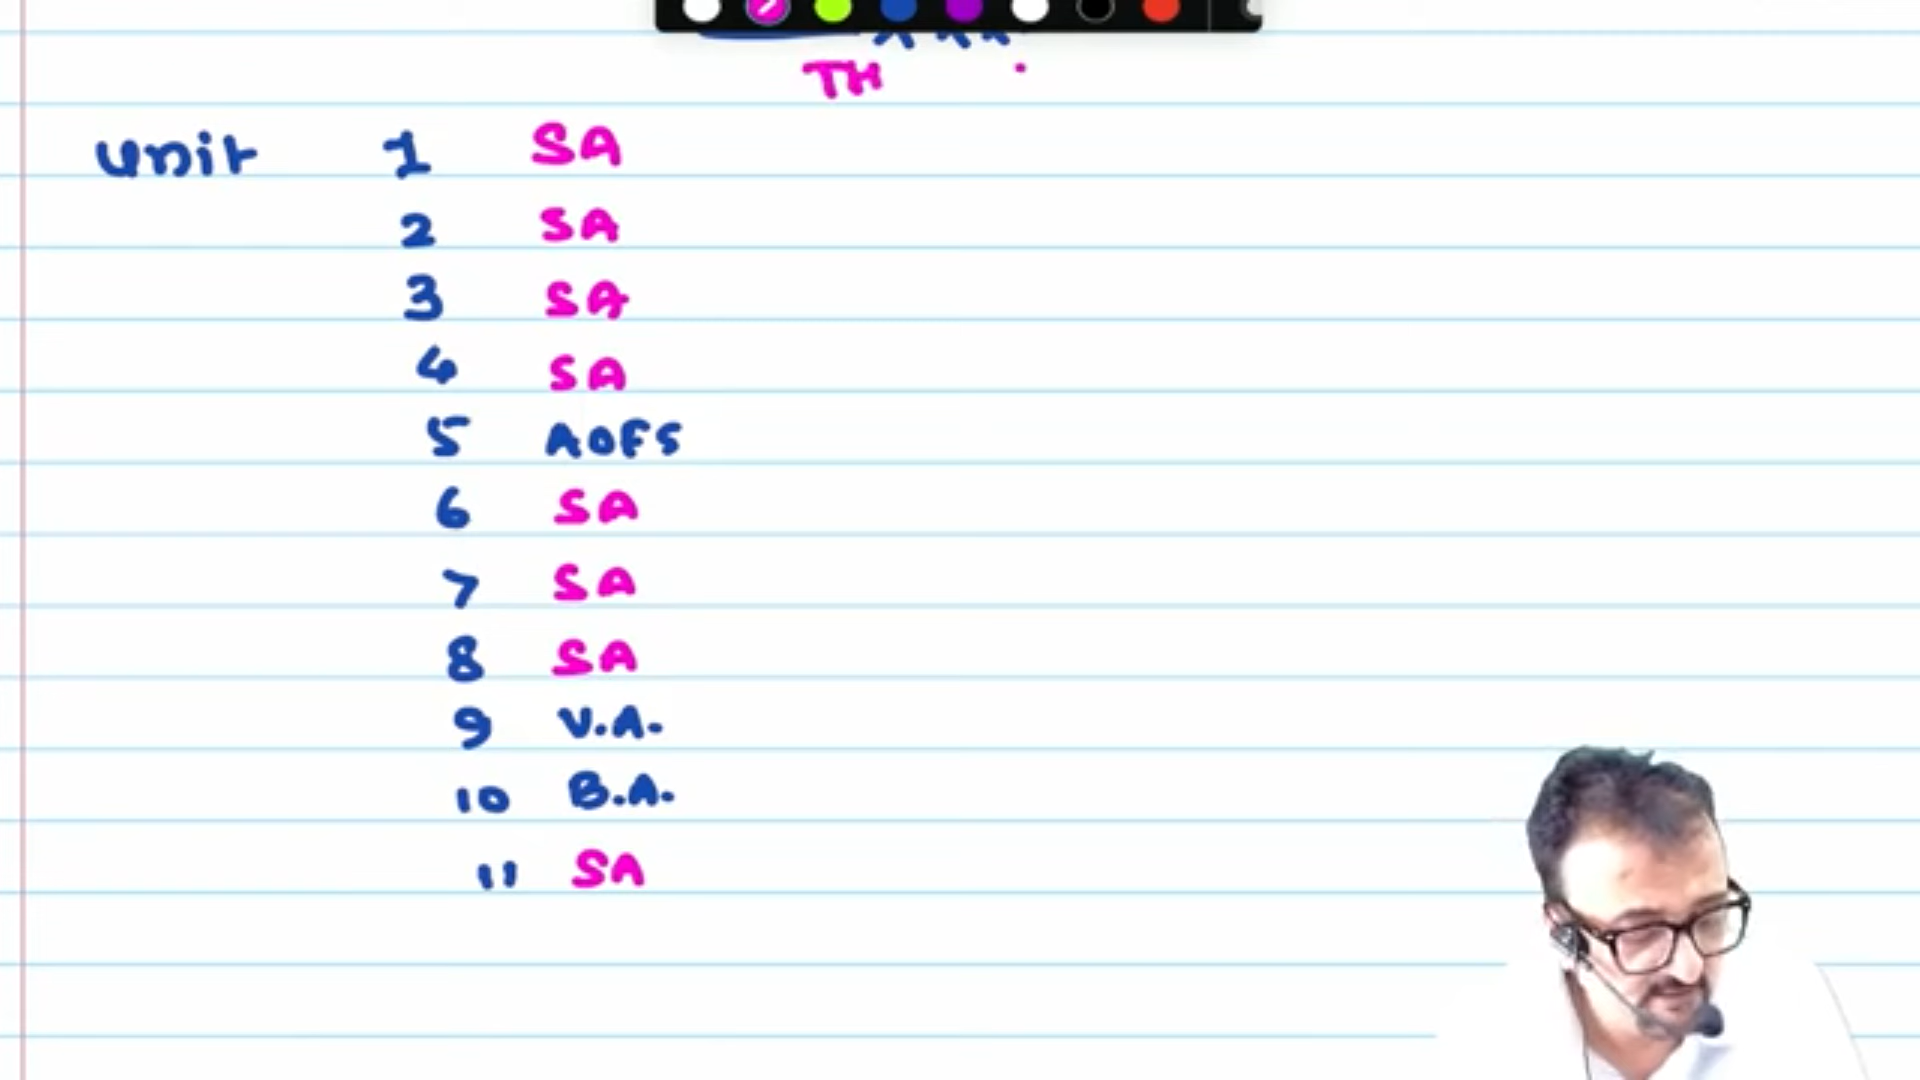 TH
Unit 1 SA
2 SA
3 SA
4 SA
5 AOFS
6 SA
7 SA
8 SA
9 V.A.
10 B.A.
11 SA